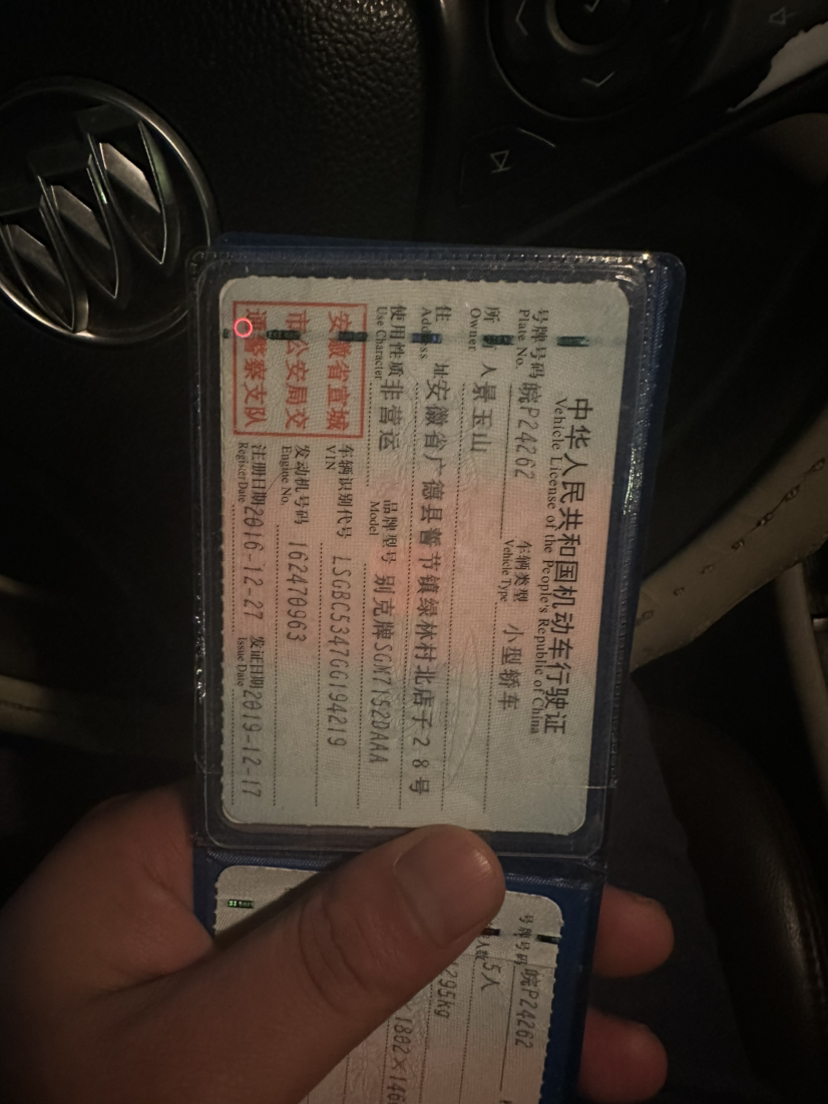 中华人民共和国机动车行驶证
Vehicle License of the People's Republic of China
号牌号码 皖P24262 车辆类型 小型轿车
Plate No. Vehicle Type
所 人 景玉山
Owner
住 址 安徽省广德县誓节镇绿林村北店子28号
Address
使用性质 非营运 品牌型号 别克牌SGM7152DAAA
Use Character Model
安徽省宣城
市公安局交
通警察支队
车辆识别代号 LSGBC5347GG194219
VIN
发动机号码 162470963
Engine No.
注册日期 2016-12-27 发证日期 2019-12-17
Register Date Issue Date
号牌号码 皖P24262
人数 5人
295kg
1802×146